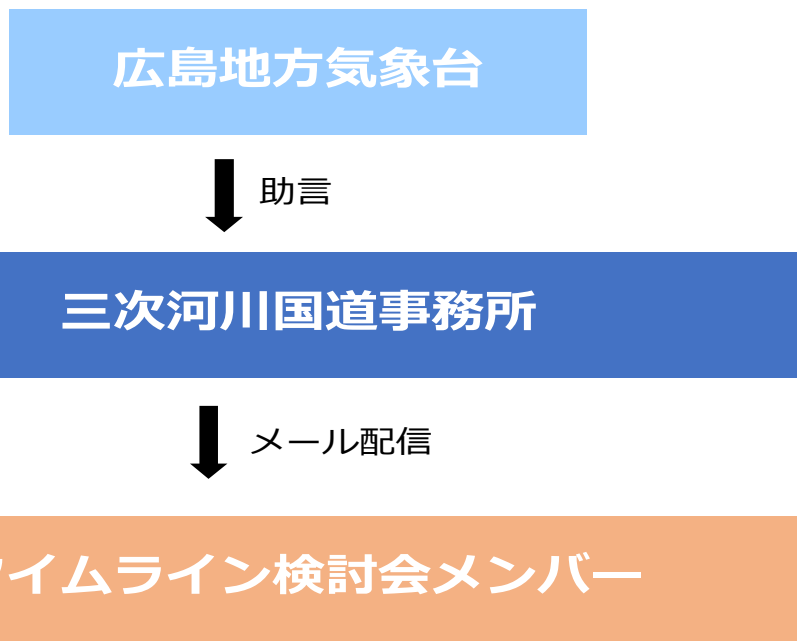 広島地方気象台
助言
三次河川国道事務所
メール配信
イムライン検討会メンバー